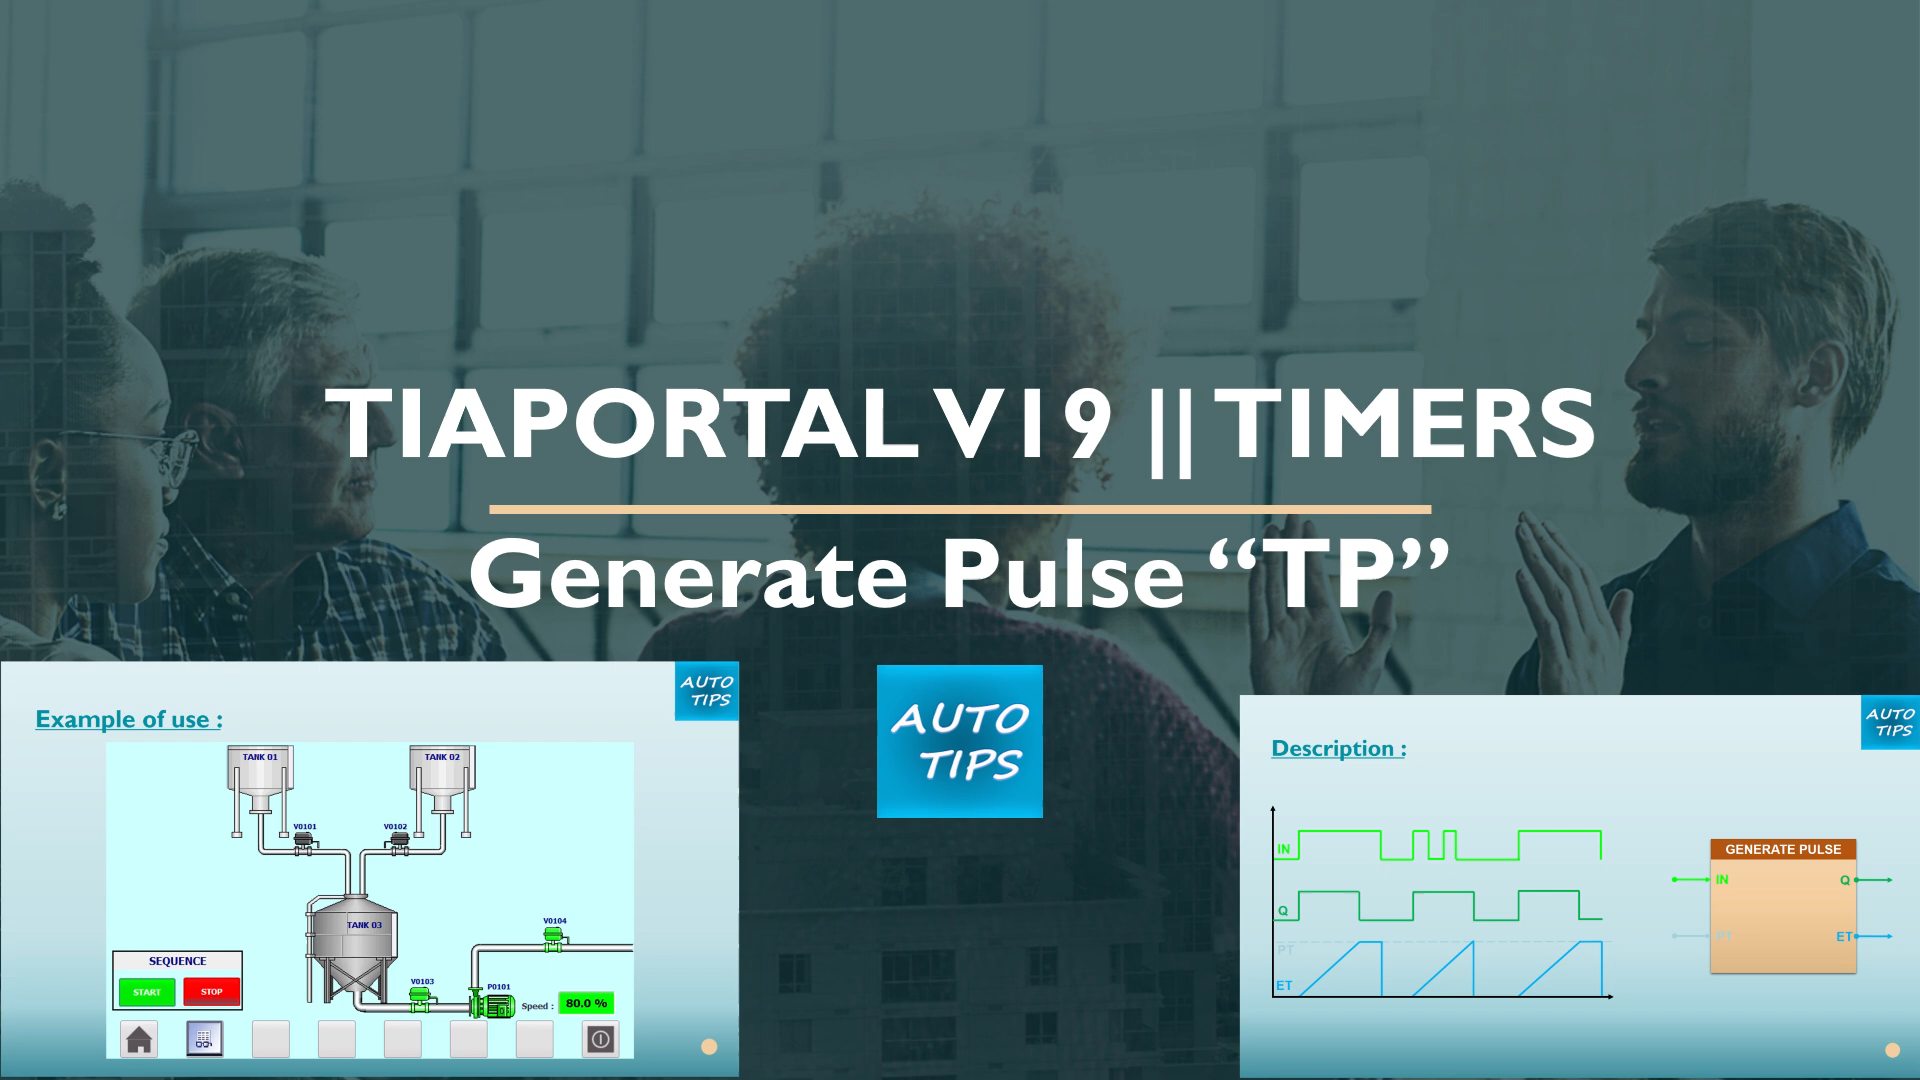 TIAPORTAL V19 || TIMERS
Generate Pulse “TP”
AUTO
TIPS
Example of use :
AUTO
TIPS
TANK 01
TANK 02
V0101
V0102
TANK 03
V0104
SEQUENCE
START
STOP
V0103
P0101
Speed :
80.0 %
Description :
AUTO
TIPS
IN
Q
PT
ET
GENERATE PULSE
IN
Q
PT
ET